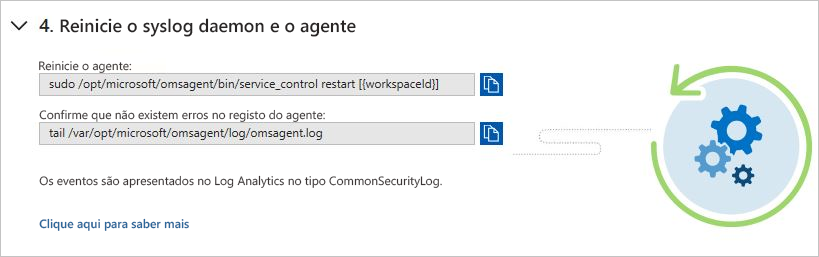 4. Reinicie o syslog daemon e o agente
Reinicie o agente:
sudo /opt/microsoft/omsagent/bin/service_control restart [{workspaceId}]
Confirme que não existem erros no registo do agente:
tail /var/opt/microsoft/omsagent/log/omsagent.log
Os eventos são apresentados no Log Analytics no tipo CommonSecurityLog.
Clique aqui para saber mais